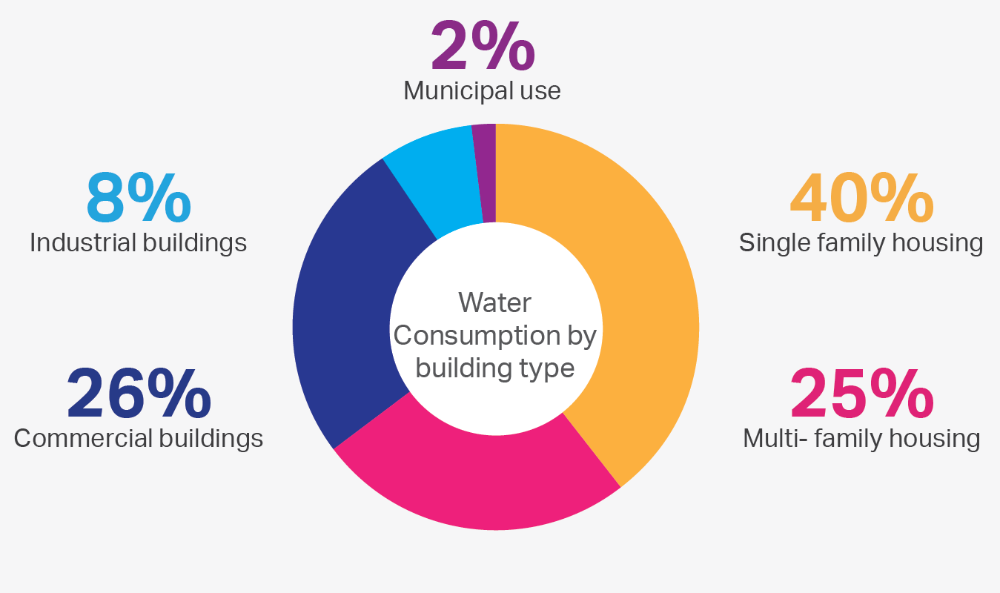 2%
Municipal use
8%
Industrial buildings
40%
Single family housing
Water
Consumption by
building type
26%
Commercial buildings
25%
Multi- family housing